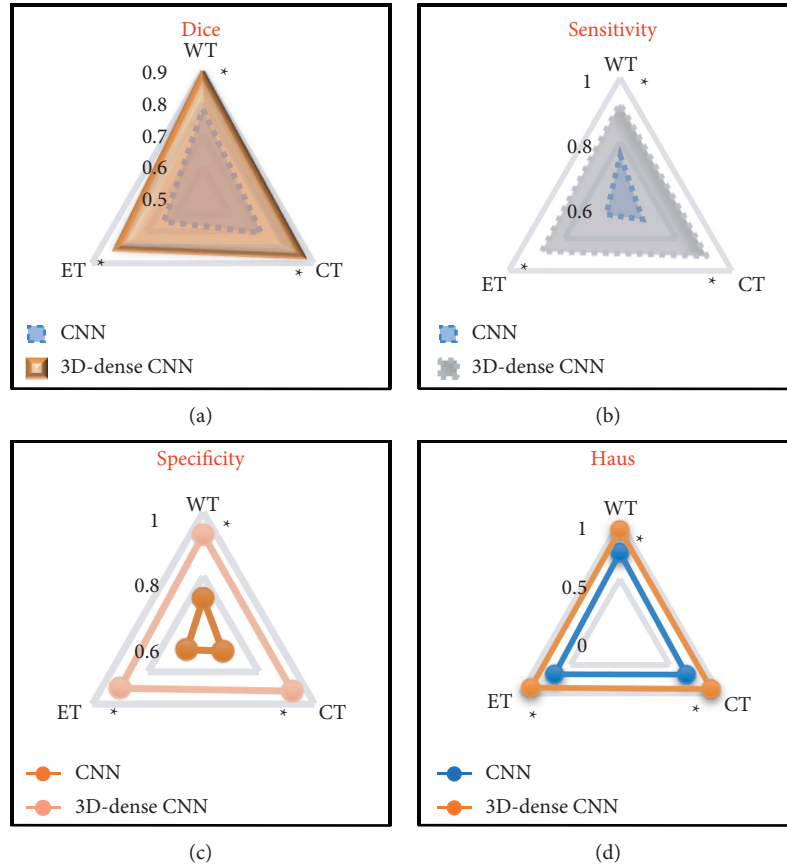 Dice
WT
*
0.9
0.8
0.7
0.6
0.5
ET
*
*
CT
CNN
3D-dense CNN
(a)
Sensitivity
WT
*
1
0.8
0.6
ET
*
*
CT
CNN
3D-dense CNN
(b)
Specificity
WT
*
1
0.8
0.6
ET
*
*
CT
CNN
3D-dense CNN
(c)
Haus
WT
*
1
0.5
0
ET
*
*
CT
CNN
3D-dense CNN
(d)